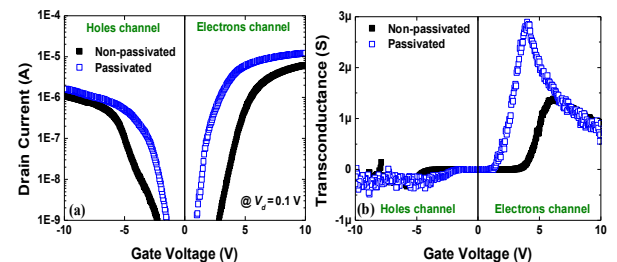 Holes channel
Electrons channel
Non-passivated
Passivated
Drain Current (A)
1E-4
1E-5
1E-6
1E-7
1E-8
1E-9
(a)
@ Vd = 0.1 V
-10 -5 0 5 10
Gate Voltage (V)
Non-passivated
Passivated
Transconductance (S)
3µ
2µ
1µ
0
-1µ
(b)
Holes channel
Electrons channel
-10 -5 0 5 10
Gate Voltage (V)